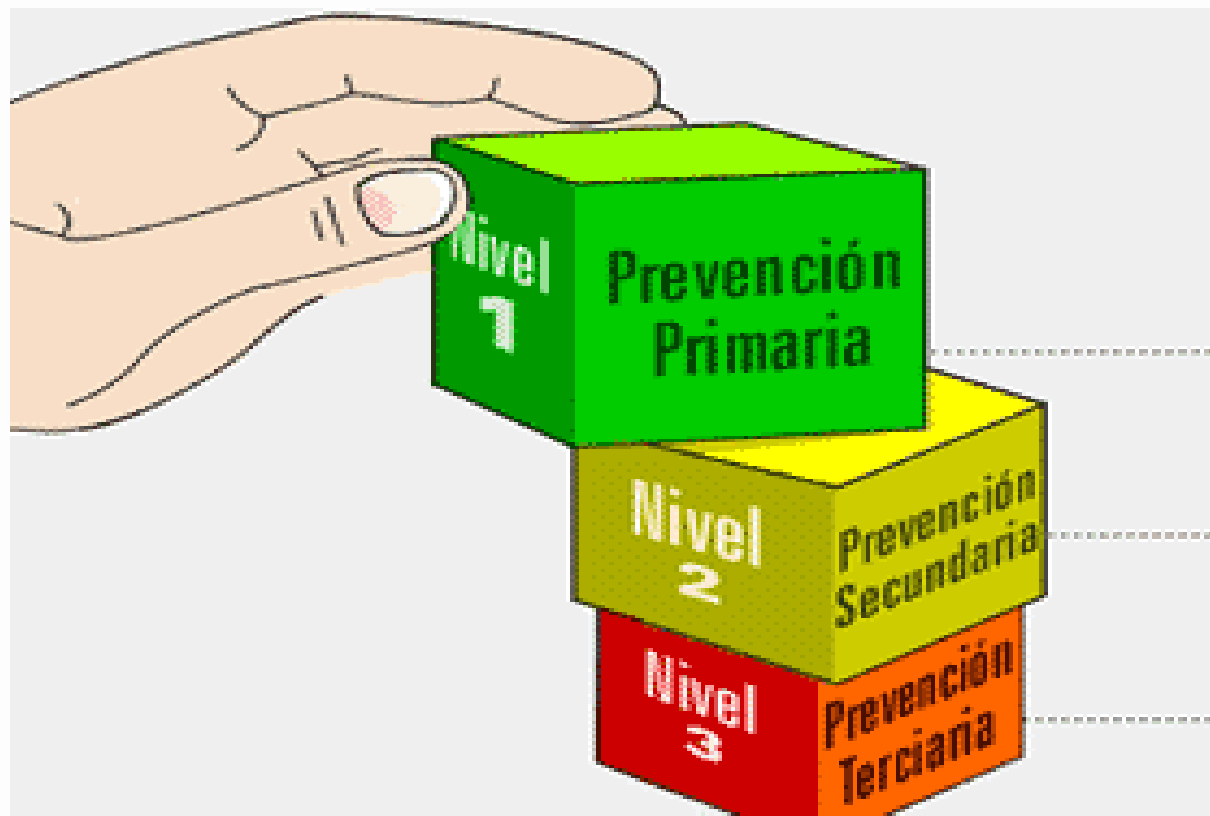 Nivel
1
Prevención
Primaria
Nivel
2
Prevención
Secundaria
Nivel
3
Prevención
Terciaria